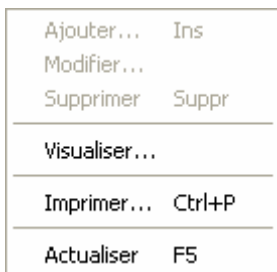 Ajouter... Ins
Modifier...
Supprimer Suppr
Visualiser...
Imprimer... Ctrl+P
Actualiser F5